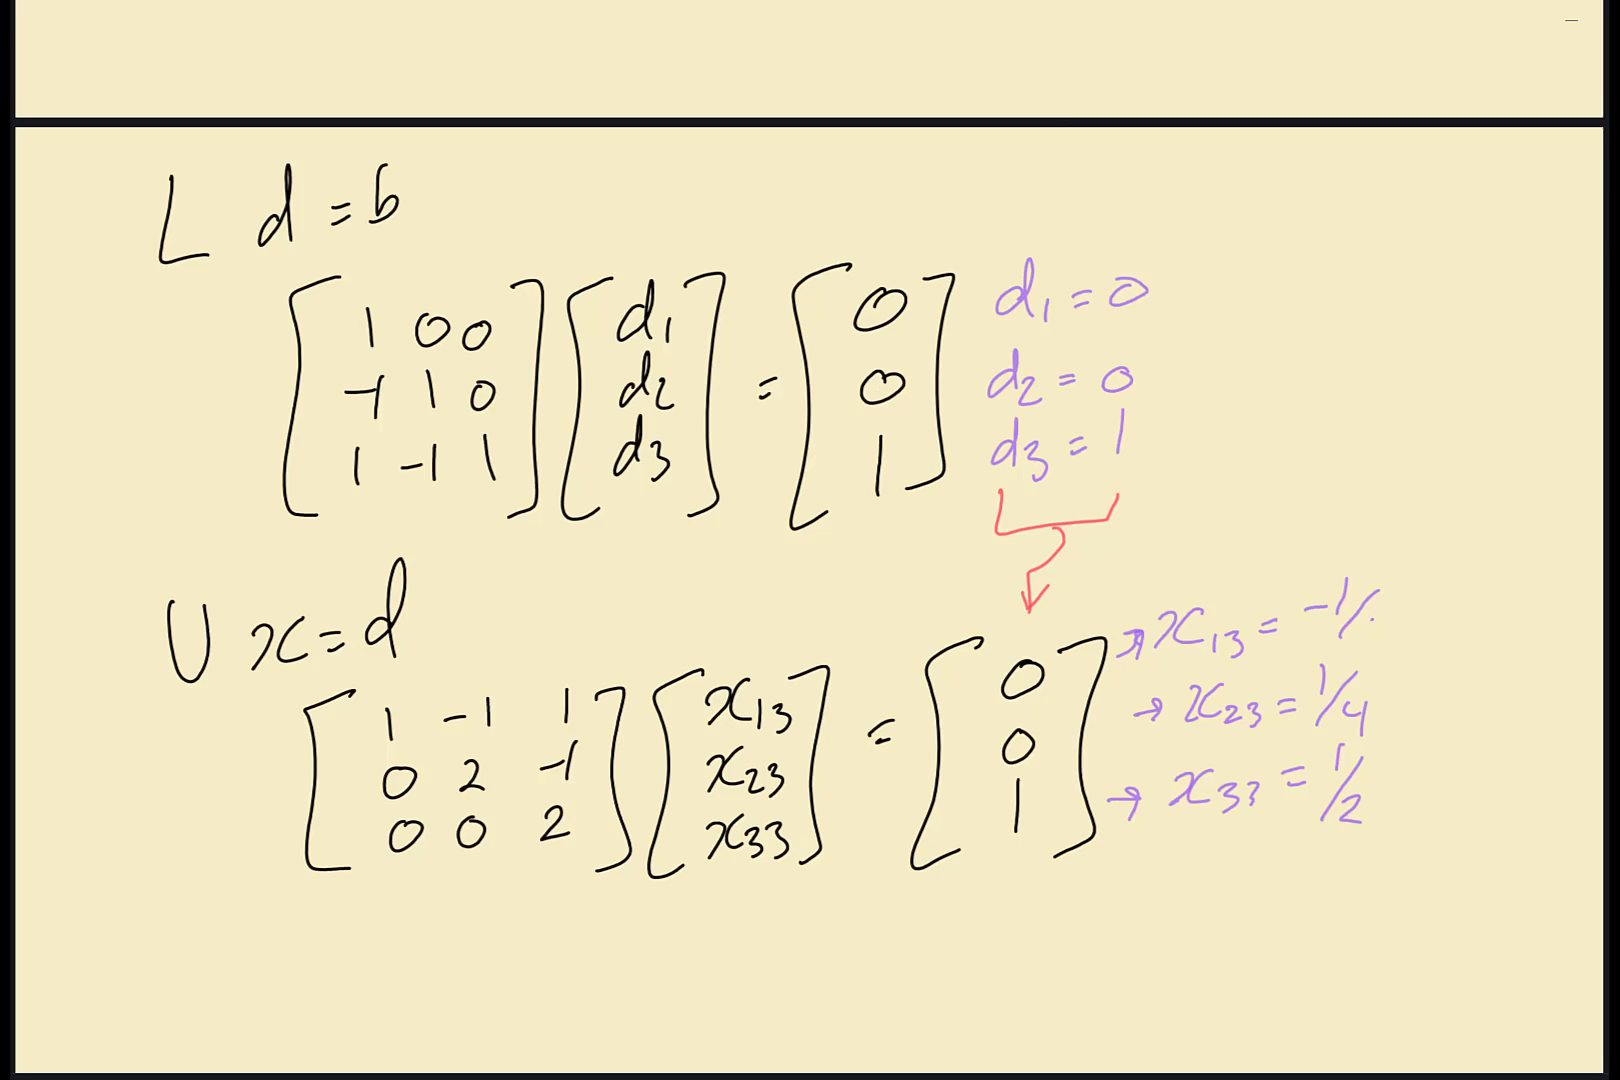 L d = b
[1 0 0] [d1] = [0] d1 = 0
[-1 1 0] [d2] = [0] d2 = 0
[1 -1 1] [d3] = [1] d3 = 1
U x = d
[1 -1 1] [x13] = [0] → x13 = -1/
[0 2 -1] [x23] = [0] → x23 = 1/4
[0 0 2] [x33] = [1] → x33 = 1/2